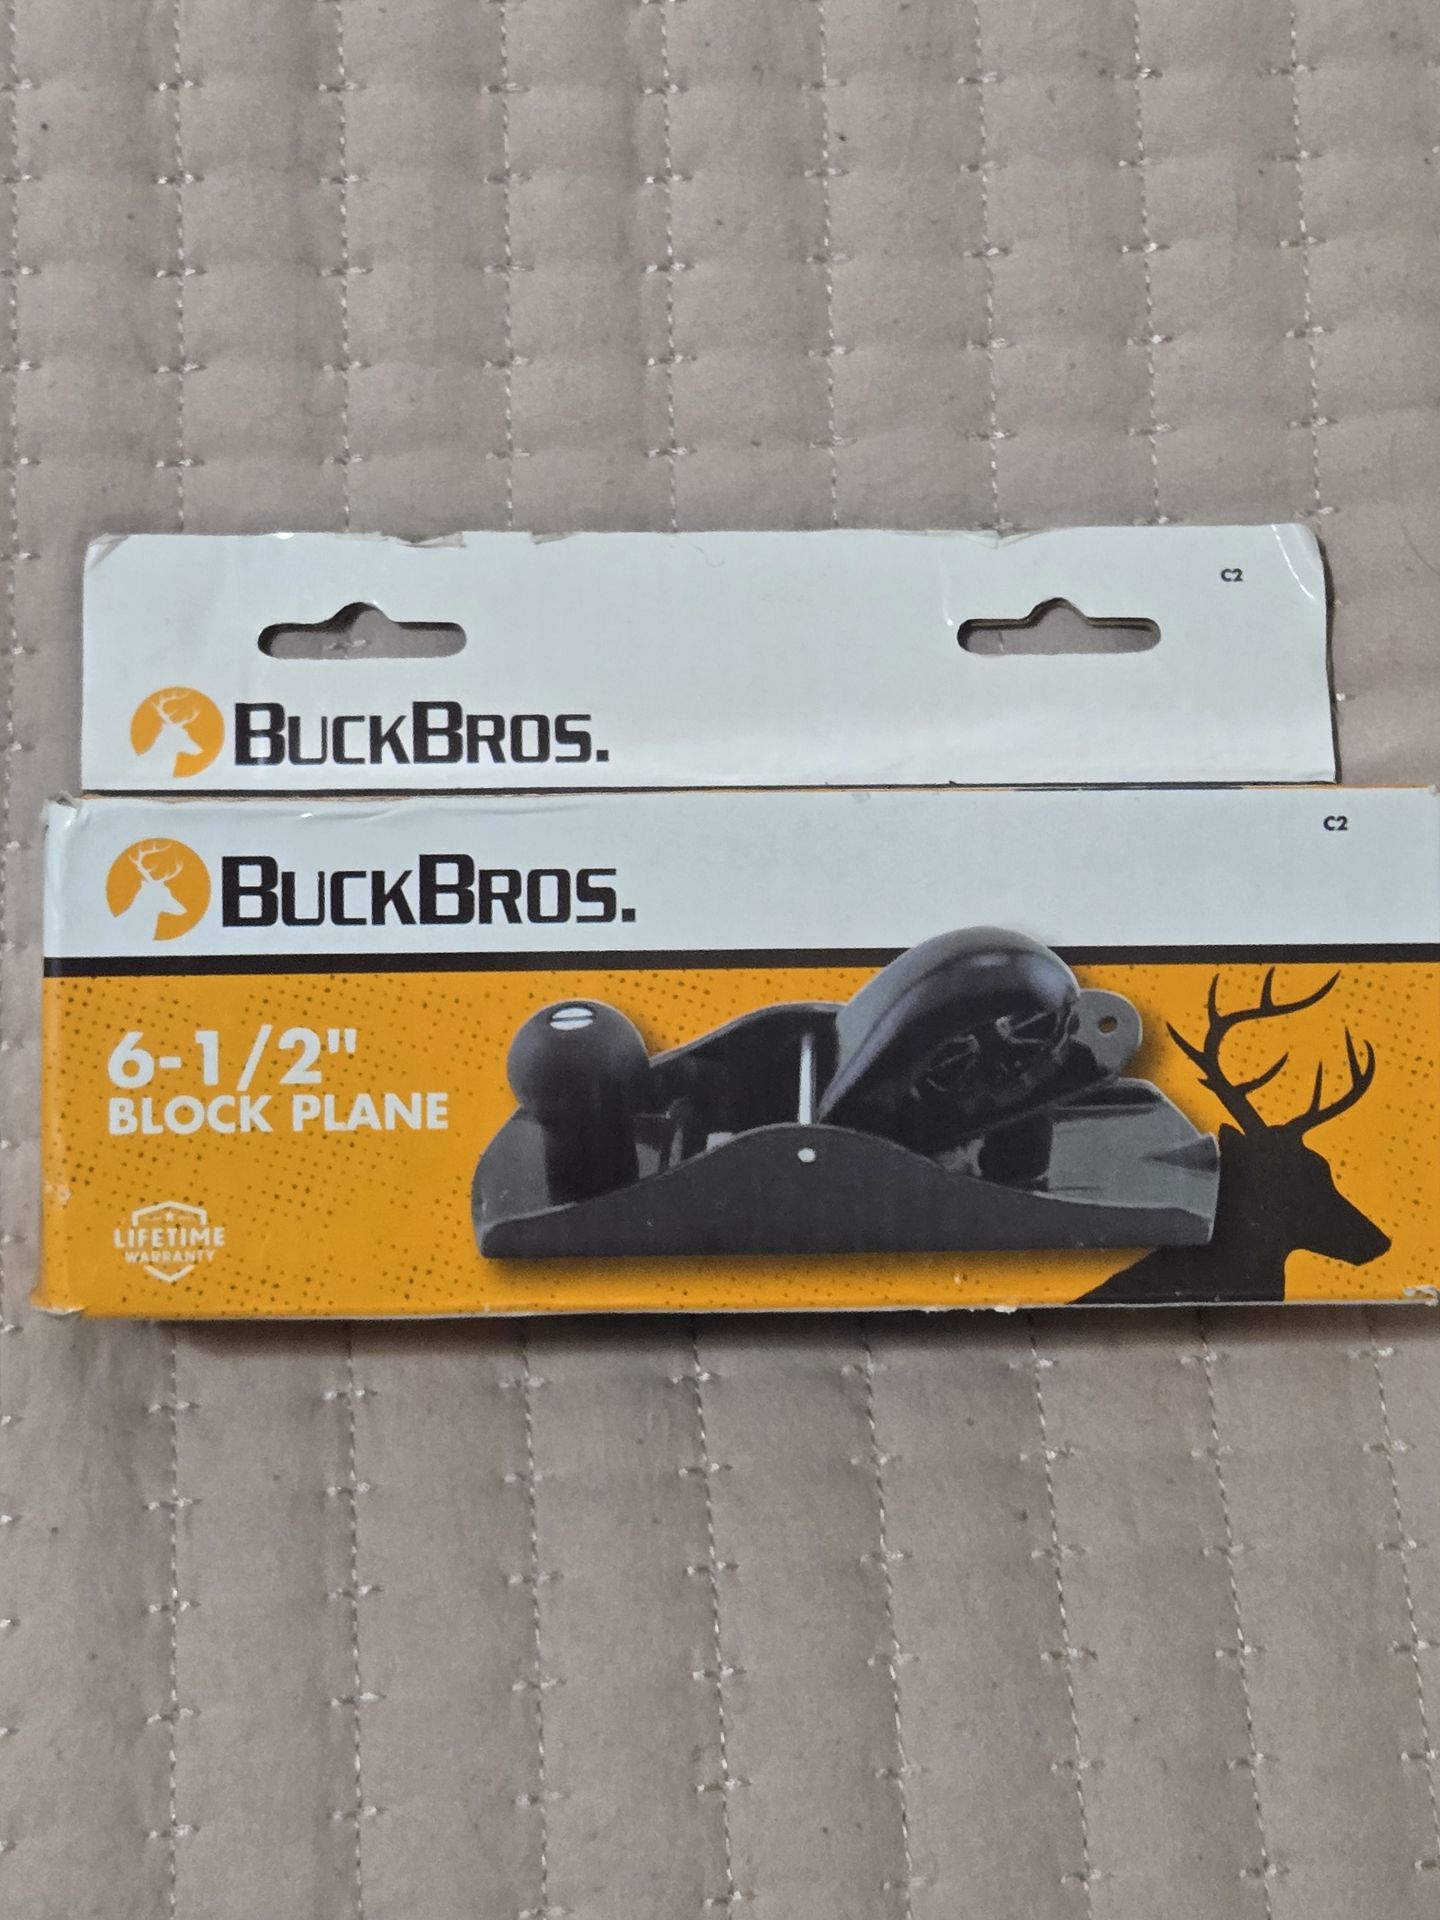 C2
BUCKBROS.
C2
BUCKBROS.
6-1/2"
BLOCK PLANE
LIFETIME
WARRANTY